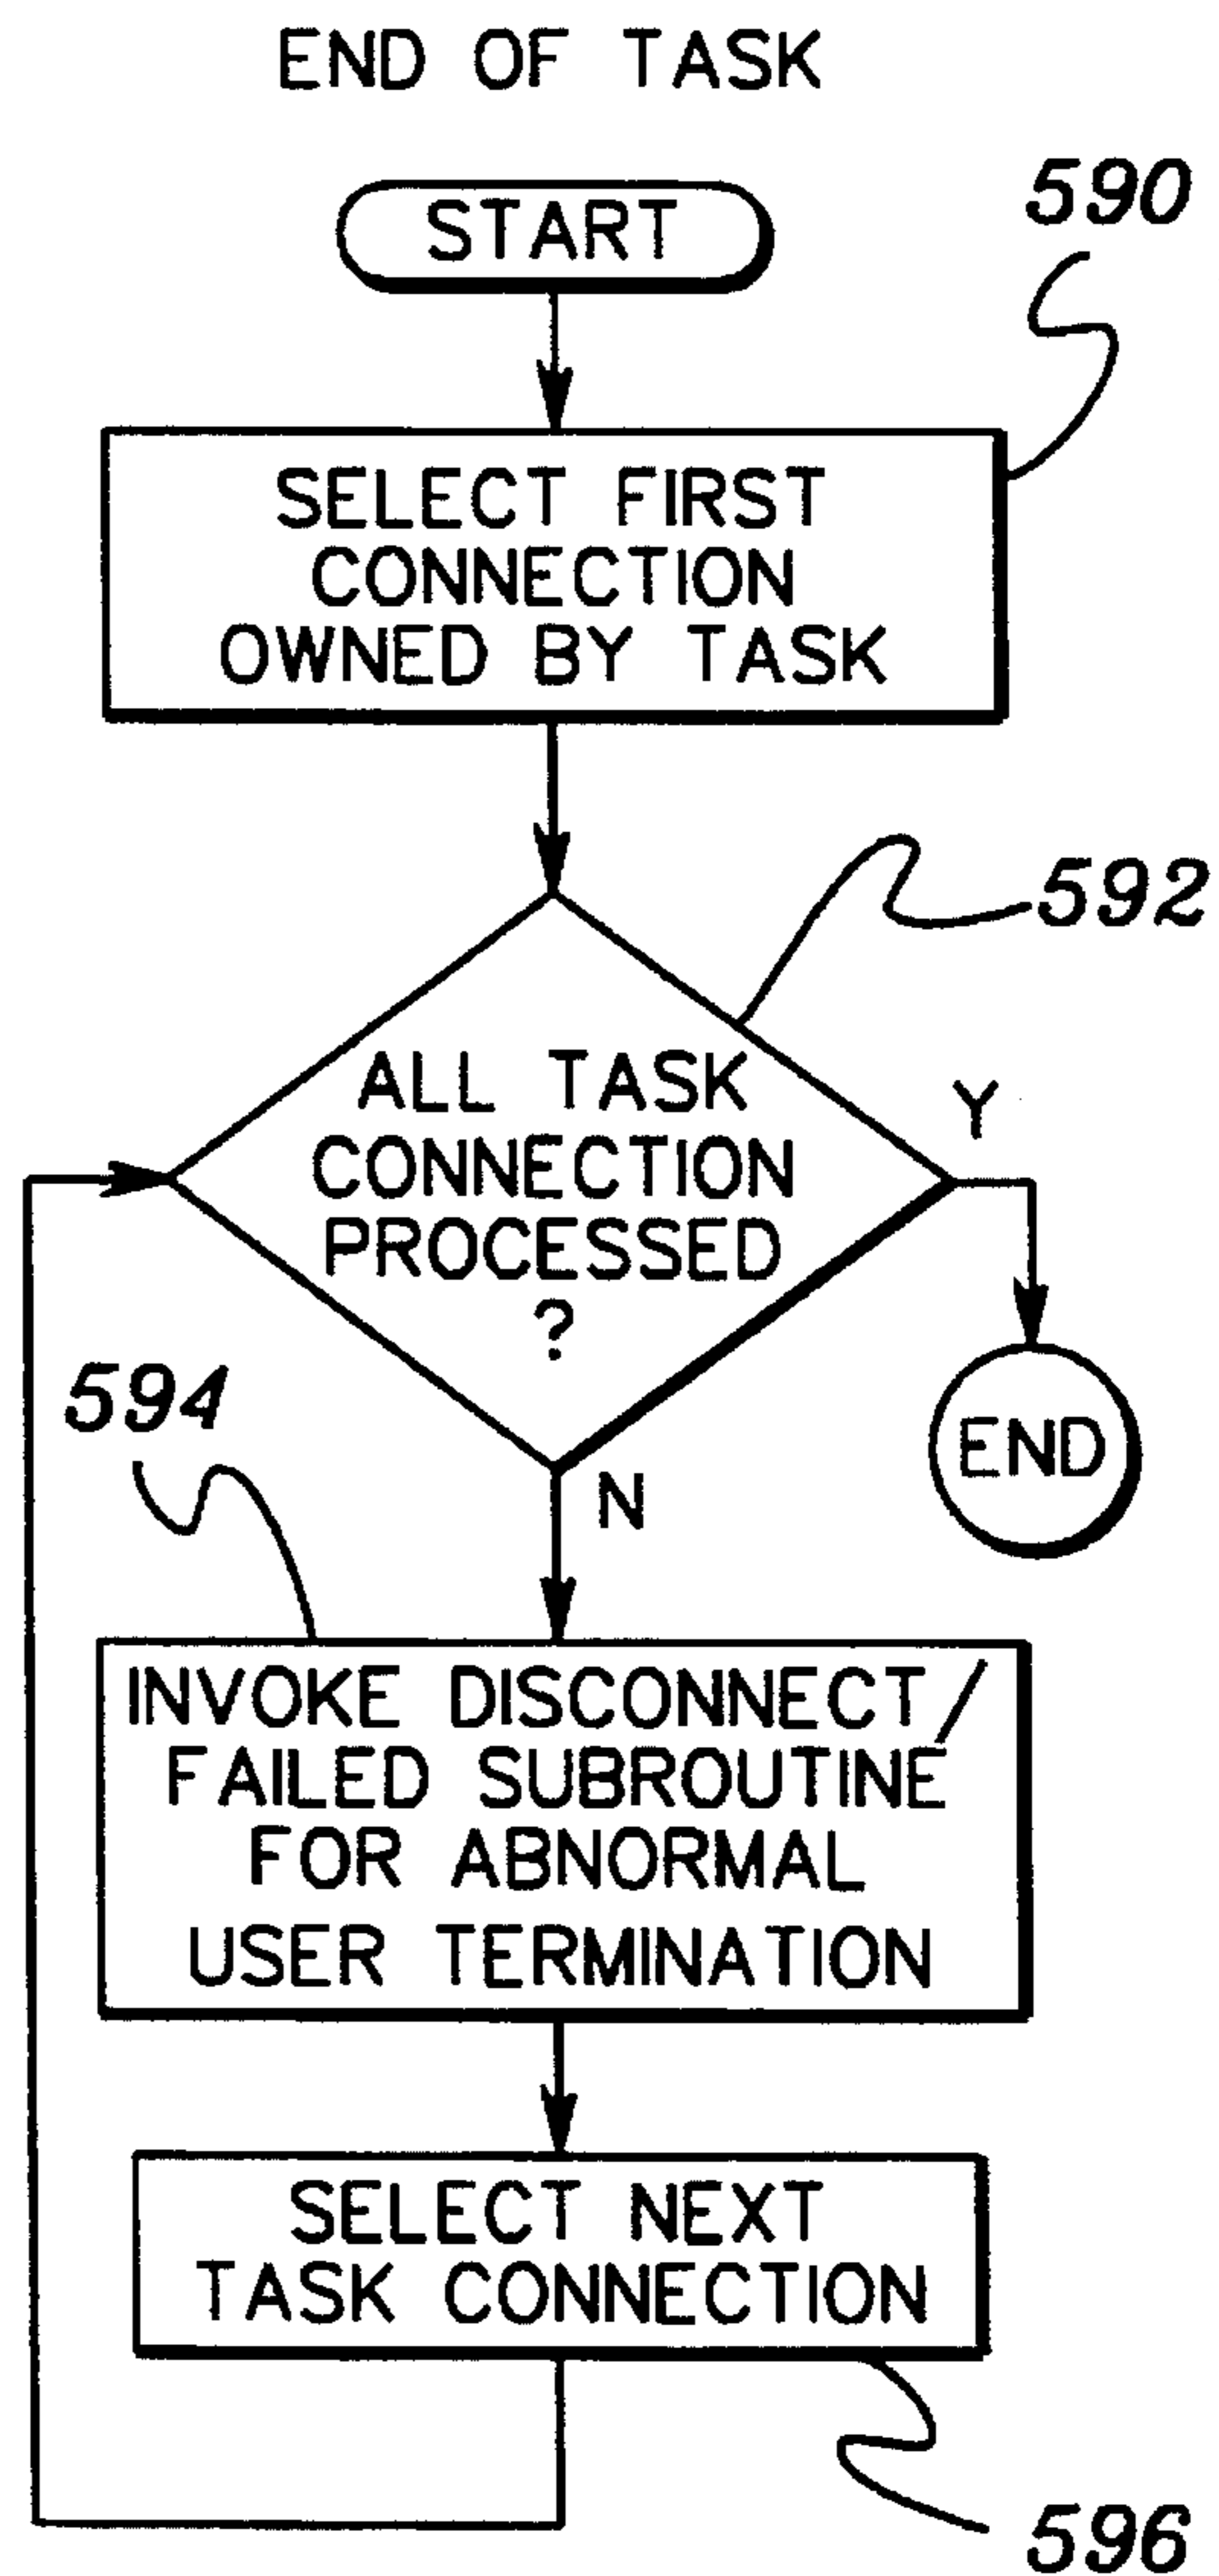 END OF TASK
START
590
SELECT FIRST
CONNECTION
OWNED BY TASK
592
ALL TASK
CONNECTION
PROCESSED
?
Y
END
594
N
INVOKE DISCONNECT/
FAILED SUBROUTINE
FOR ABNORMAL
USER TERMINATION
SELECT NEXT
TASK CONNECTION
596